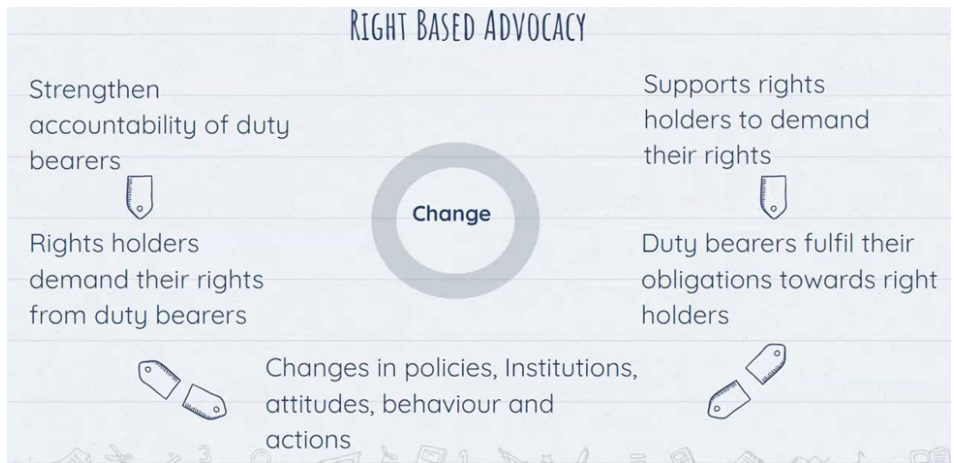 RIGHT BASED ADVOCACY
Strengthen
accountability of duty
bearers
Rights holders
demand their rights
from duty bearers
Change
Supports rights
holders to demand
their rights
Duty bearers fulfil their
obligations towards right
holders
Changes in policies, Institutions,
attitudes, behaviour and
actions